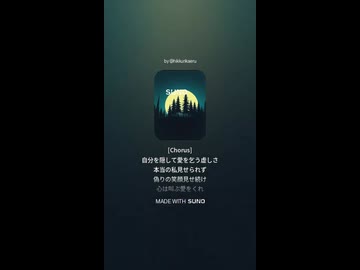 SUNO
[Chorus]
自分を隠して愛を乞う虚しさ
本当の私見せられず
偽りの笑顔見せ続け
心は叫ぶ愛をくれ
MADE WITH SUNO